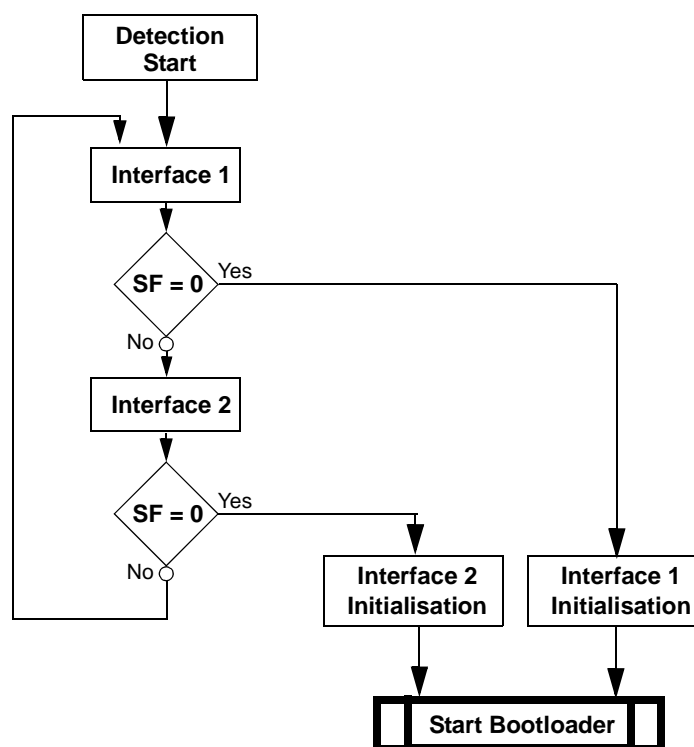 Detection
Start
Interface 1
SF = 0
Yes
No
Interface 2
SF = 0
Yes
No
Interface 2
Initialisation
Interface 1
Initialisation
Start Bootloader